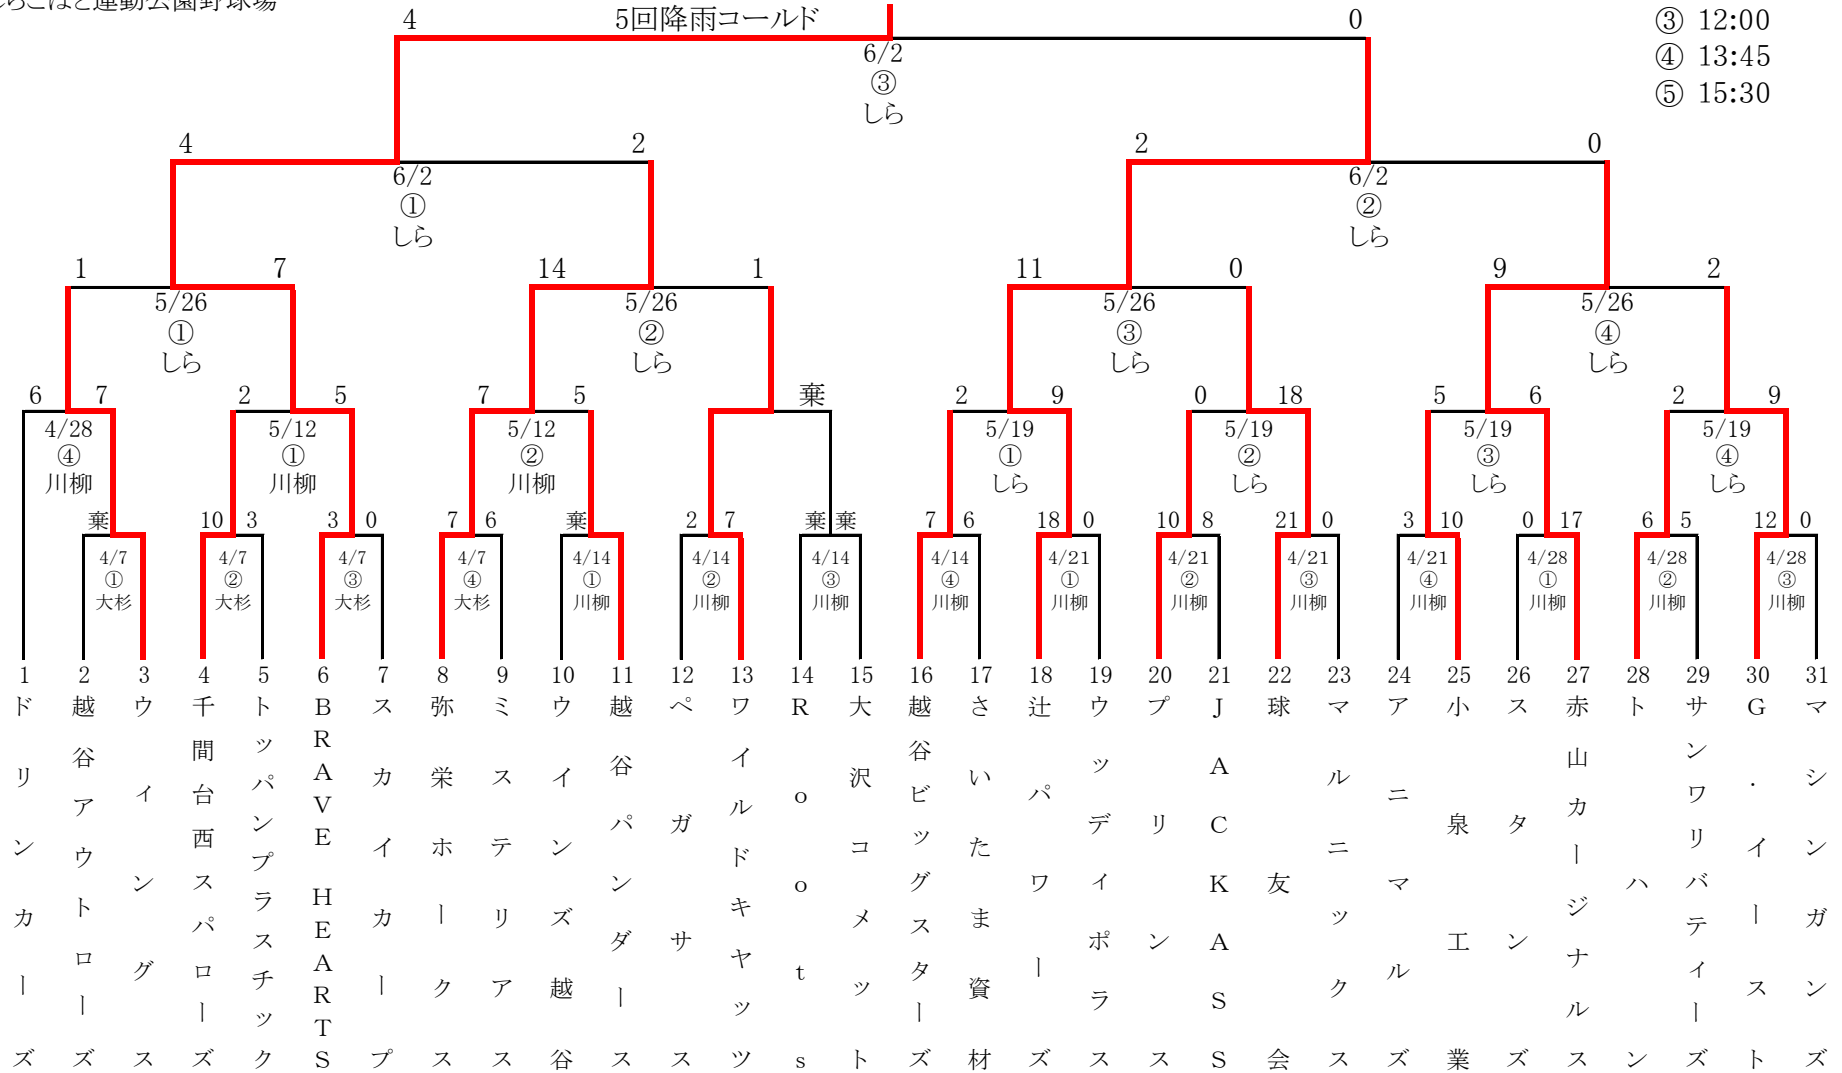 らこばと運動公園野球場
4 5回降雨コールド 0
③ 12:00
④ 13:45
⑤ 15:30
6/2
③
しら
4 2 2 0
6/2 6/2
① ②
しら しら
1 7 14 1 11 0 9 2
5/26 5/26 5/26 5/26
① ② ③ ④
しら しら しら しら
6 7 2 5 7 5 棄 2 9 0 18 5 6 2 9
4/28 5/12 5/12 5/19 5/19 5/19 5/19
④ ① ② ① ② ③ ④
川柳 川柳 川柳 しら しら しら しら
棄 10 3 3 0 7 6 棄 2 7 棄 棄 7 6 18 0 10 8 21 0 3 10 0 17 6 5 12 0
4/7 4/7 4/7 4/7 4/14 4/14 4/14 4/14 4/21 4/21 4/21 4/21 4/28 4/28 4/28
① ② ③ ④ ① ② ③ ④ ① ② ③ ④ ① ② ③
大杉 大杉 大杉 大杉 川柳 川柳 川柳 川柳 川柳 川柳 川柳 川柳 川柳 川柳 川柳
1 2 3 4 5 6 7 8 9 10 11 12 13 14 15 16 17 18 19 20 21 22 23 24 25 26 27 28 29 30 31
ドリンカーズ
越谷アウトローズ
ウィングス
千間台西スパローズ
トッパンプラスチック
BRAVE HEARTS
スカイカープ
弥栄ホークス
ミステリアス
ウインズ越谷
越谷パンダース
ペガサス
ワイルドキャッツ
Roots
大沢コメット
越谷ビッグスターズ
さいたま資材
辻パワーズ
ウッディポラス
プリンス
JACKASS
球友会
マルニックス
アニマルズ
小泉工業
スタンズ
赤山カージナルス
トハン
サンワリバティーズ
G.イースト
マシンガンズ